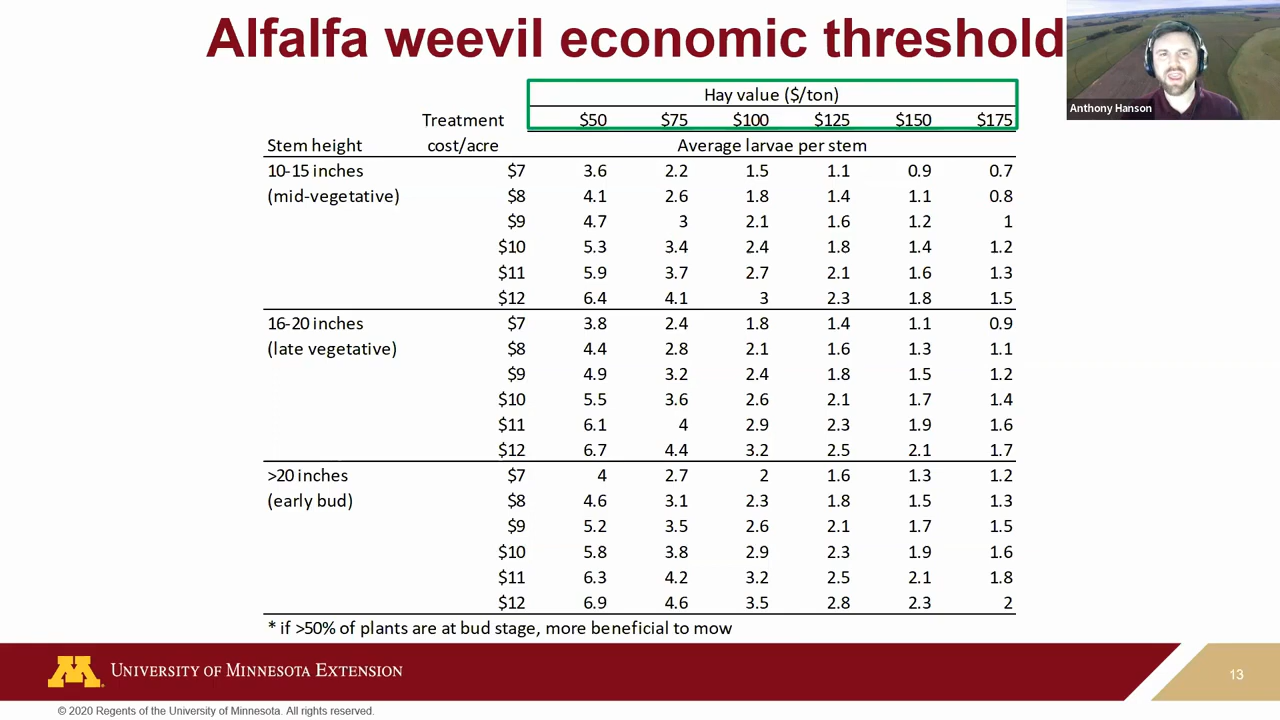 Alfalfa weevil economic threshold
Anthony Hanson
Hay value ($/ton)
Treatment $50 $75 $100 $125 $150 $175
Stem height cost/acre Average larvae per stem
10-15 inches $7 3.6 2.2 1.5 1.1 0.9 0.7
(mid-vegetative) $8 4.1 2.6 1.8 1.4 1.1 0.8
$9 4.7 3 2.1 1.6 1.2 1
$10 5.3 3.4 2.4 1.8 1.4 1.2
$11 5.9 3.7 2.7 2.1 1.6 1.3
$12 6.4 4.1 3 2.3 1.8 1.5
16-20 inches $7 3.8 2.4 1.8 1.4 1.1 0.9
(late vegetative) $8 4.4 2.8 2.1 1.6 1.3 1.1
$9 4.9 3.2 2.4 1.8 1.5 1.2
$10 5.5 3.6 2.6 2.1 1.7 1.4
$11 6.1 4 2.9 2.3 1.9 1.6
$12 6.7 4.4 3.2 2.5 2.1 1.7
>20 inches $7 4 2.7 2 1.6 1.3 1.2
(early bud) $8 4.6 3.1 2.3 1.8 1.5 1.3
$9 5.2 3.5 2.6 2.1 1.7 1.5
$10 5.8 3.8 2.9 2.3 1.9 1.6
$11 6.3 4.2 3.2 2.5 2.1 1.8
$12 6.9 4.6 3.5 2.8 2.3 2
* if >50% of plants are at bud stage, more beneficial to mow
M UNIVERSITY OF MINNESOTA EXTENSION
13
© 2020 Regents of the University of Minnesota. All rights reserved.